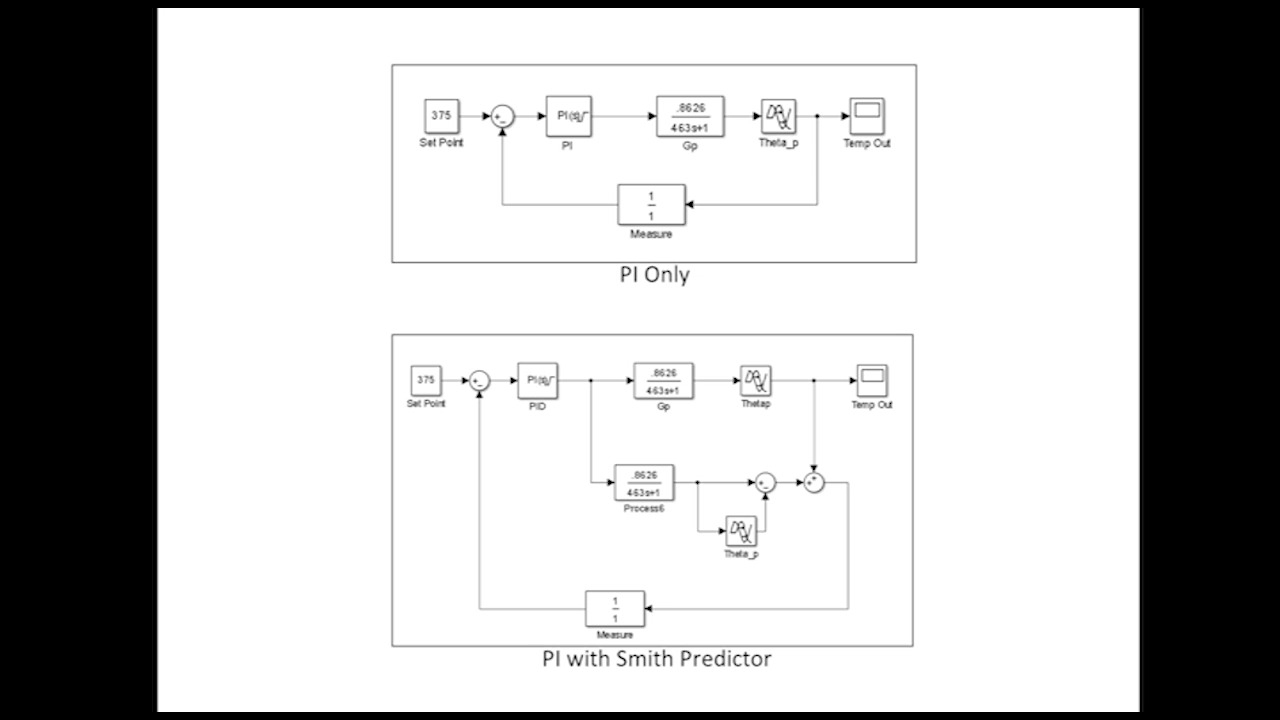 375
Set Point
+
-
PI(s)
PI
.8626
463s+1
Gp
Theta_p
Temp Out
1
1
Measure
PI Only
375
Set Point
+
-
PI(s)
PID
.8626
463s+1
Gp
Thetap
Temp Out
.8626
463s+1
Process6
+
-
+
+
Theta_p
1
1
Measure
PI with Smith Predictor